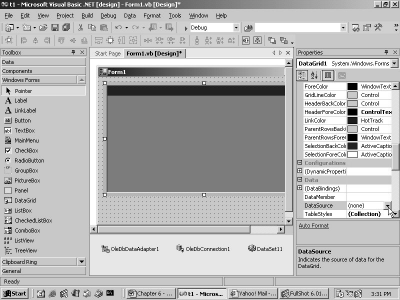 t1 - Microsoft Visual Basic .NET [design] - Form1.vb [Design]*
File Edit View Project Build Debug Data Format Tools Window Help
Debug
Toolbox
Data
Components
Windows Forms
Pointer
Label
LinkLabel
Button
TextBox
MainMenu
CheckBox
RadioButton
GroupBox
PictureBox
Panel
DataGrid
ListBox
CheckedListBox
ComboBox
ListView
TreeView
Clipboard Ring
General
Start Page Form1.vb [Design]*
Form1
OleDbDataAdapter1 OleDbConnection1 DataSet11
Properties
DataGrid1 System.Windows.Forms
ForeColor WindowText
GridLineColor Control
HeaderBackColor Control
HeaderForeColor ControlText
LinkColor HotTrack
ParentRowsBackC Control
ParentRowsForeC WindowText
SelectionBackCol ActiveCaption
SelectionForeCol ActiveCaption
Configurations
(DynamicProperti
Data
(DataBindings)
DataMember
DataSource (none)
TableStyles (Collection)
Auto Format
DataSource
Indicates the source of data for the DataGrid.
Ready
Start Chapter 6 - t1 - Micros... Yahoo! Mail - FullShot 6.01 3:31 PM